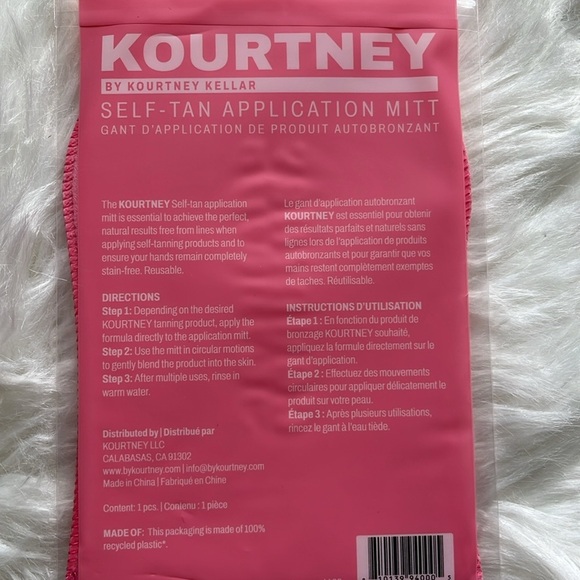 KOURTNEY
BY KOURTNEY KELLAR
SELF-TAN APPLICATION MITT
GANT D'APPLICATION DE PRODUIT AUTOBRONZANT
The KOURTNEY Self-tan application
mitt is essential to achieve the perfect,
natural results free from lines when
applying self-tanning products and to
ensure your hands remain completely
stain-free. Reusable.
DIRECTIONS
Step 1: Depending on the desired
KOURTNEY tanning product, apply the
formula directly to the application mitt.
Step 2: Use the mitt in circular motions
to gently blend the product into the skin.
Step 3: After multiple uses, rinse in
warm water.
Distributed by | Distribué par
KOURTNEY LLC
CALABASAS, CA 91302
www.bykourtney.com | info@bykourtney.com
Made in China | Fabriqué en Chine
Content: 1 pcs. | Contenu : 1 pièce
MADE OF: This packaging is made of 100%
recycled plastic*.
Le gant d'application autobronzant
KOURTNEY est essentiel pour obtenir
des résultats parfaits et naturels sans
lignes lors de l'application de produits
autobronzants et pour garantir que vos
mains restent complètement exemptes
de taches. Réutilisable.
INSTRUCTIONS D'UTILISATION
Étape 1 : En fonction du produit de
bronzage KOURTNEY souhaité,
appliquez la formule directement sur le
gant d'application.
Étape 2 : Effectuez des mouvements
circulaires pour appliquer délicatement le
produit sur votre peau.
Étape 3 : Après plusieurs utilisations,
rincez le gant à l'eau tiède.